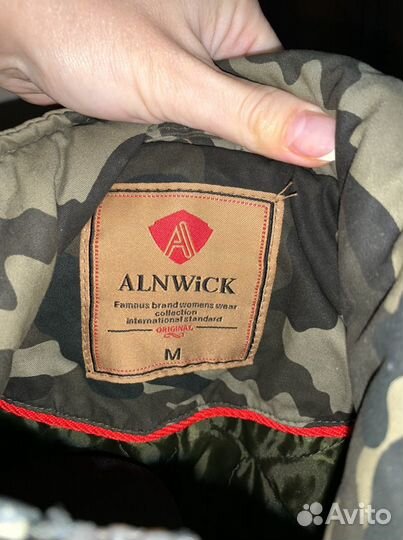 ALNWiCK
Famous brand womens wear
collection
international standard
ORIGINAL
M
Avito